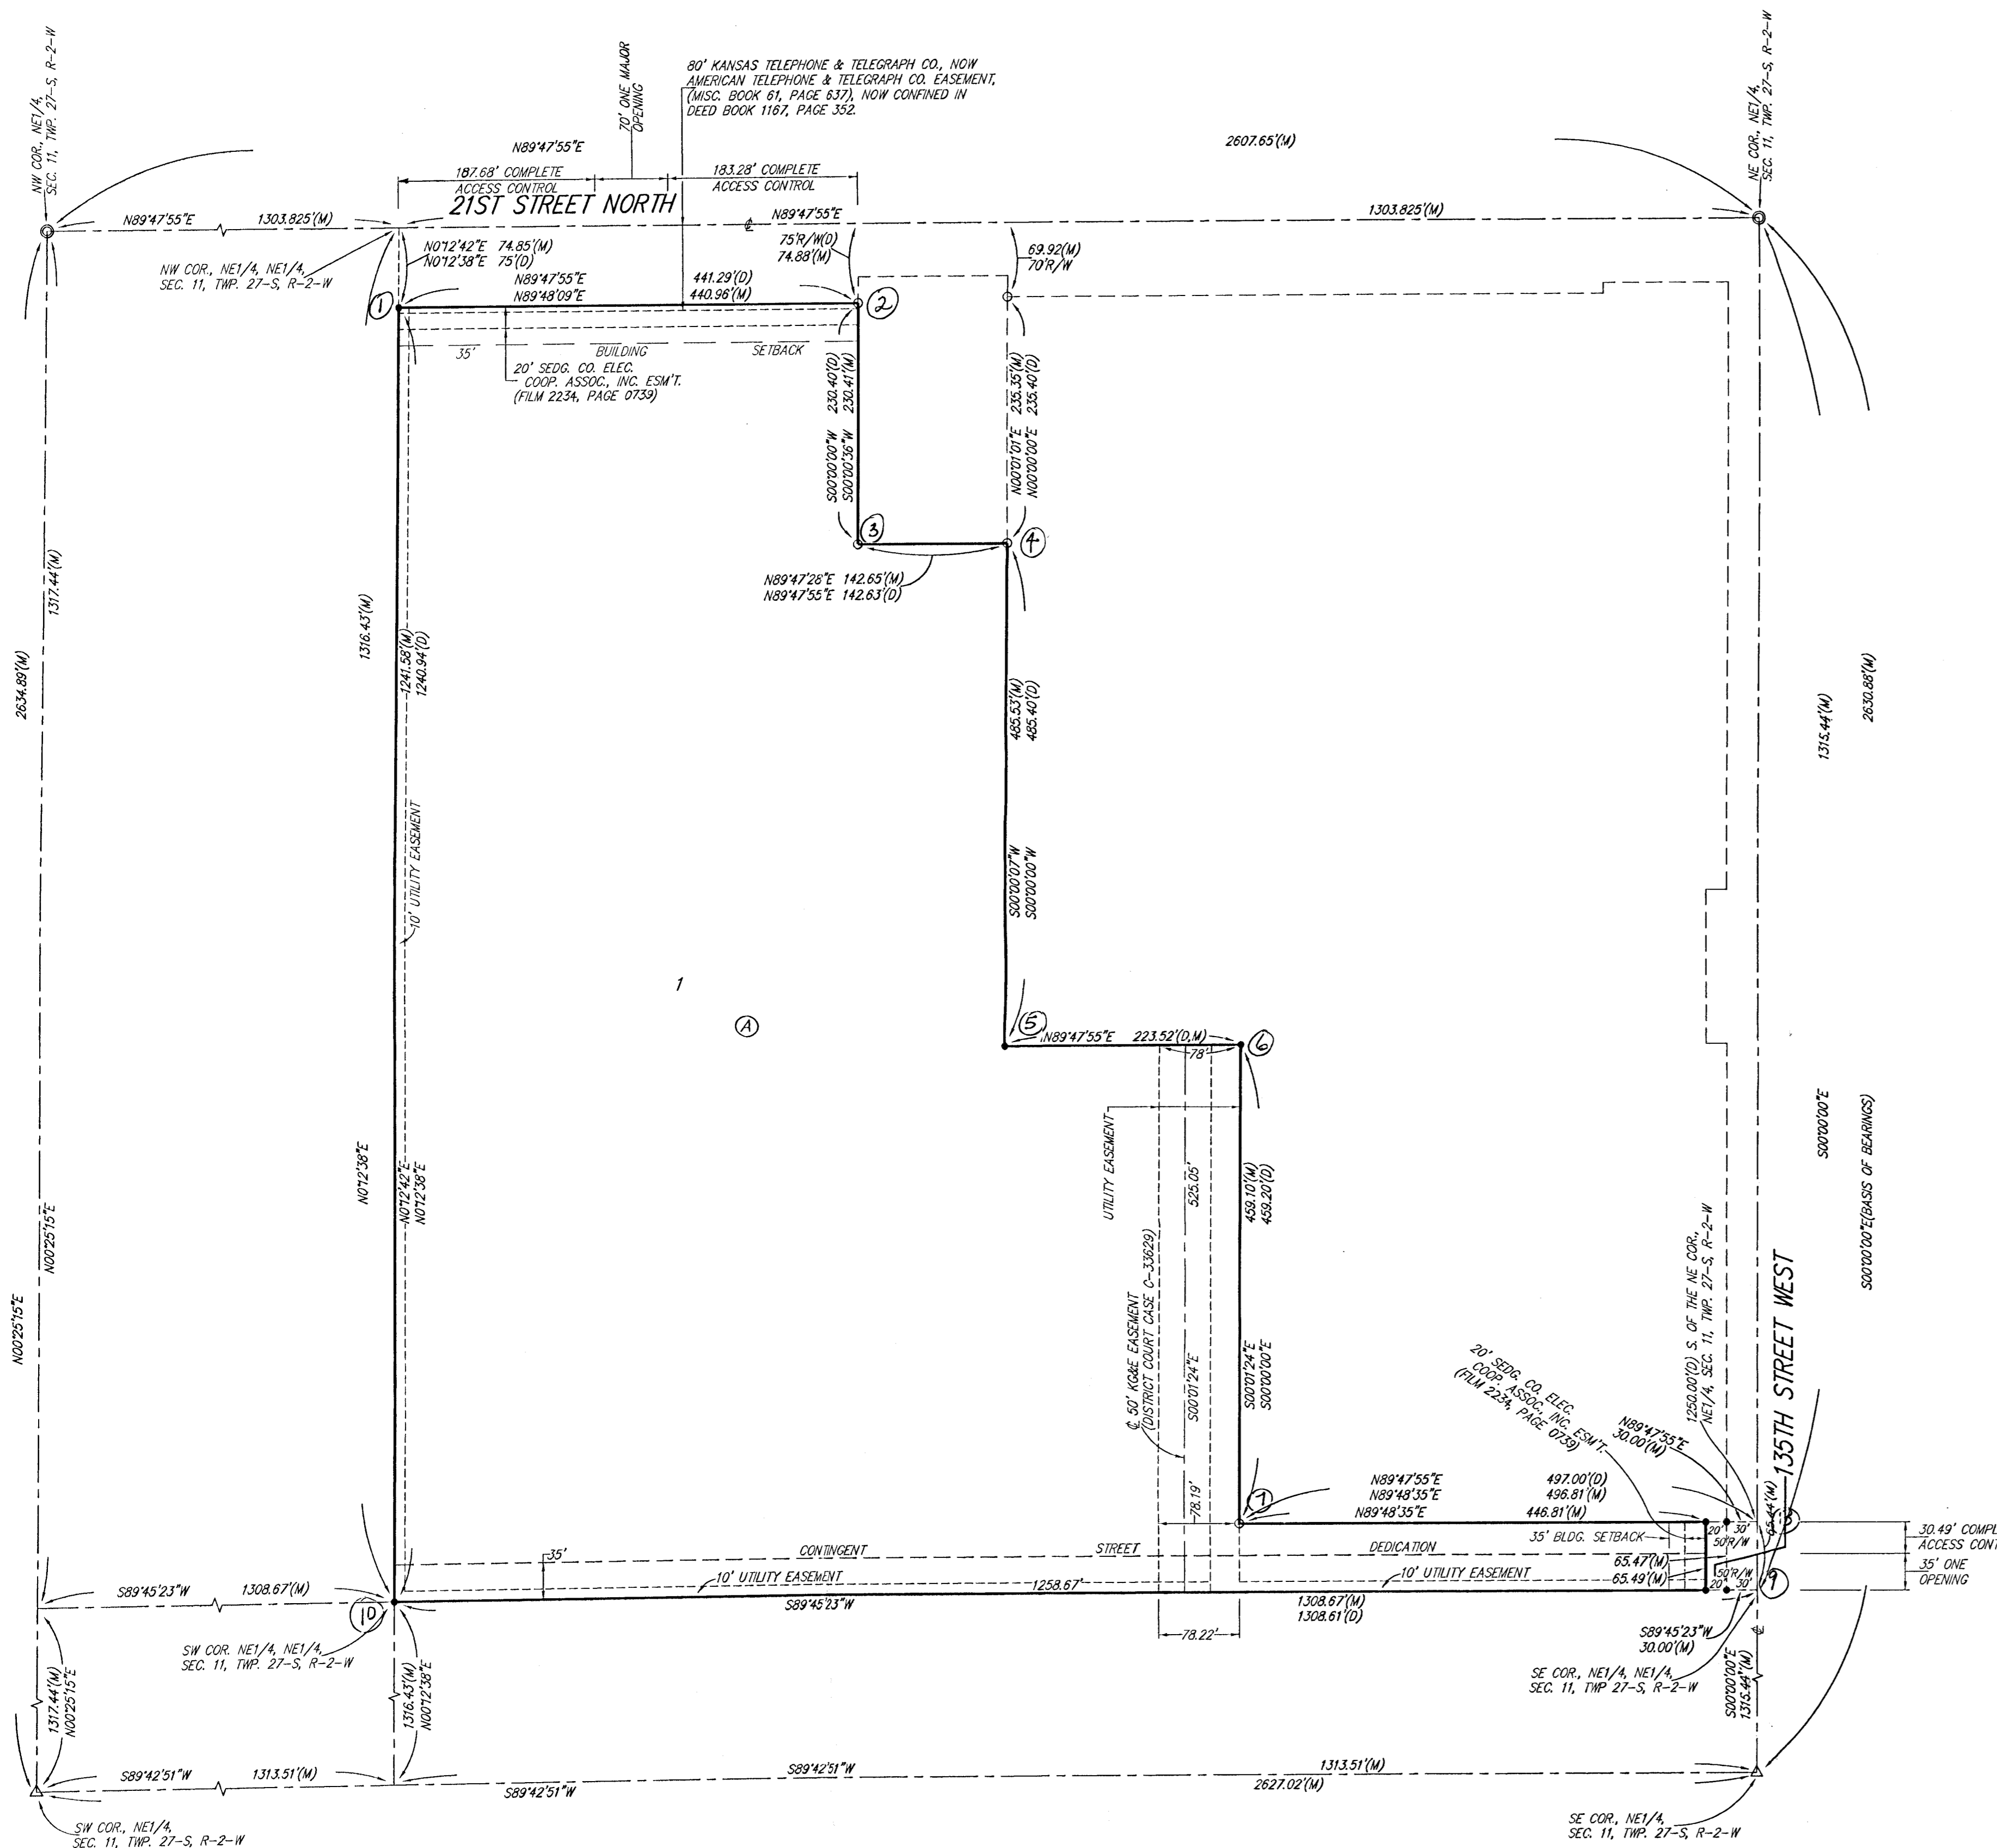 NW COR., NE1/4,
SEC. 11, TWP. 27-S, R-2-W
70' ONE MAJOR
OPENING
80' KANSAS TELEPHONE & TELEGRAPH CO., NOW
AMERICAN TELEPHONE & TELEGRAPH CO. EASEMENT,
(MISC. BOOK 61, PAGE 637), NOW CONFINED IN
DEED BOOK 1167, PAGE 352.
NE COR., NE1/4,
SEC. 11, TWP. 27-S, R-2-W
N89°47'55"E
2607.65'(M)
187.68' COMPLETE
ACCESS CONTROL
183.28' COMPLETE
ACCESS CONTROL
21ST STREET NORTH
N89°47'55"E 1303.825'(M)
N89°47'55"E
1303.825'(M)
NW COR., NE1/4, NE1/4,
SEC. 11, TWP. 27-S, R-2-W
N0°12'42"E 74.85'(M)
N0°12'38"E 75'(D)
75'R/W(D)
74.88'(M)
69.92(M)
70'R/W
N89°47'55"E 441.29'(D)
N89°48'09"E 440.96'(M)
1
2
35' BUILDING SETBACK
20' SEDG. CO. ELEC.
COOP. ASSOC., INC. ESM'T.
(FILM 2234, PAGE 0739)
S00°00'00"W 230.40'(D)
S00°00'36"W 230.41'(M)
N00°01'01"E 235.35'(M)
N00°00'00"E 235.40'(D)
3
4
N89°47'28"E 142.65'(M)
N89°47'55"E 142.63'(D)
2634.89'(M)
1317.44'(M)
1316.43'(M)
1241.58'(M)
1240.94'(D)
485.53'(M)
485.40'(D)
1315.44'(M)
2630.88'(M)
10' UTILITY EASEMENT
S00°00'07"W
S00°00'00"W
1
A
5
N89°47'55"E 223.52'(D,M)
78'
6
N00°25'15"E
N00°25'15"E
N0°12'38"E
N0°12'42"E
N0°12'38"E
UTILITY EASEMENT
525.05'
459.10'(M)
459.20'(D)
℄ 50' KG&E EASEMENT
(DISTRICT COURT CASE C-33629)
S00°01'24"E
S00°01'24"E
S00°00'00"E
S00°00'00"E
S00°00'00"E(BASIS OF BEARINGS)
1250.00'(D) S. OF THE NE COR.,
NE1/4, SEC. 11, TWP. 27-S, R-2-W
135TH STREET WEST
20' SEDG. CO. ELEC.
COOP. ASSOC., INC. ESM'T.
(FILM 2234, PAGE 0739)
N89°47'55"E
30.00'(M)
78.19'
7
N89°47'55"E 497.00'(D)
N89°48'35"E 496.81'(M)
N89°48'35"E 446.81'(M)
65.44'(M)
8
20' 30'
50'R/W
35' BLDG. SETBACK
30.49' COMPL
ACCESS CONT
35' ONE
OPENING
35' CONTINGENT STREET DEDICATION
65.47'(M)
65.49'(M)
50'R/W
20' 30'
9
10' UTILITY EASEMENT
1258.67'
10' UTILITY EASEMENT
S89°45'23"W 1308.67'(M)
10
S89°45'23"W
1308.67'(M)
1308.61'(D)
78.22'
S89°45'23"W
30.00'(M)
SW COR. NE1/4, NE1/4,
SEC. 11, TWP. 27-S, R-2-W
SE COR., NE1/4, NE1/4,
SEC. 11, TWP 27-S, R-2-W
1317.44'(M)
N00°25'15"E
1316.43'(M)
N00°12'38"E
S00°00'00"E
1315.44'(M)
S89°42'51"W 1313.51'(M)
S89°42'51"W
1313.51'(M)
S89°42'51"W
2627.02'(M)
SW COR., NE1/4,
SEC. 11, TWP. 27-S, R-2-W
SE COR., NE1/4,
SEC. 11, TWP. 27-S, R-2-W